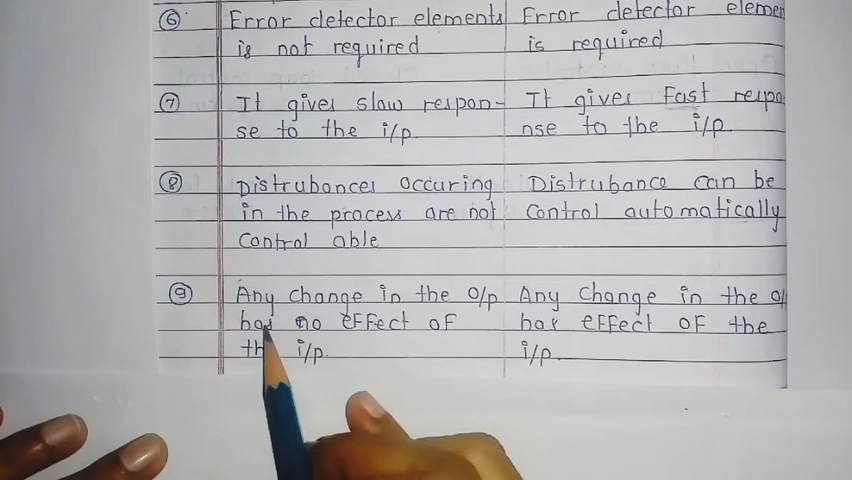 6 Error detector elements Error detector elemen
is not required is required
7 It gives slow respon- It gives Fast respo
se to the i/p nse to the i/p
8 Distrubances occuring Distrubance can be
in the process are not control automatically
control able
9 Any change in the o/p Any change in the o/
has no effect of has effect of the
the i/p. i/p.